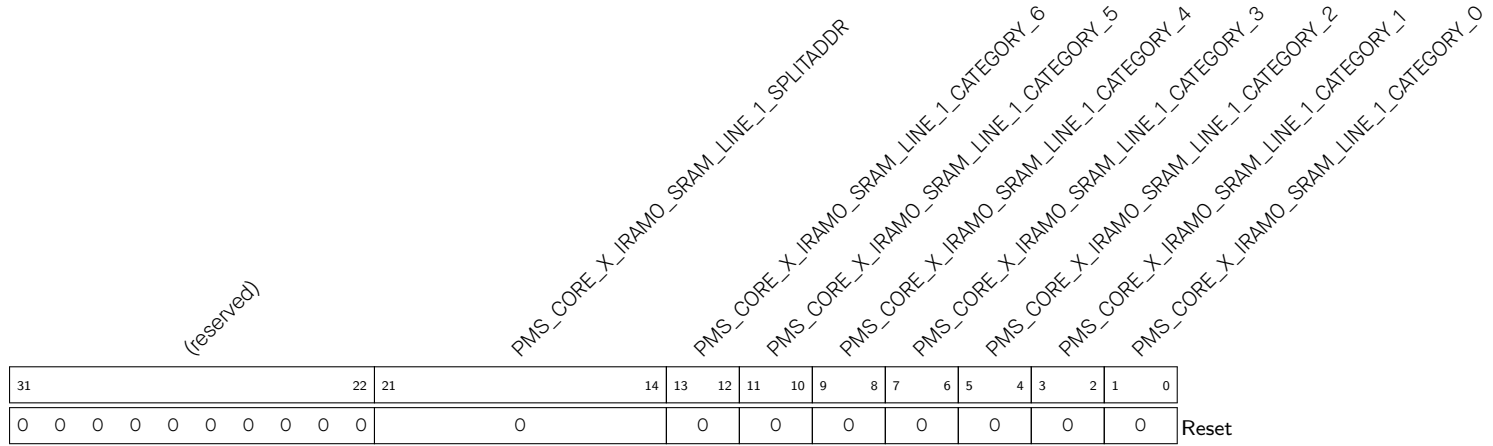 (reserved)
PMS_CORE_X_IRAM0_SRAM_LINE_1_SPLITADDR
PMS_CORE_X_IRAM0_SRAM_LINE_1_CATEGORY_6
PMS_CORE_X_IRAM0_SRAM_LINE_1_CATEGORY_5
PMS_CORE_X_IRAM0_SRAM_LINE_1_CATEGORY_4
PMS_CORE_X_IRAM0_SRAM_LINE_1_CATEGORY_3
PMS_CORE_X_IRAM0_SRAM_LINE_1_CATEGORY_2
PMS_CORE_X_IRAM0_SRAM_LINE_1_CATEGORY_1
PMS_CORE_X_IRAM0_SRAM_LINE_1_CATEGORY_0
31 22 21 14 13 12 11 10 9 8 7 6 5 4 3 2 1 0
0 0 0 0 0 0 0 0 0 0 0 0 0 0 0 0 0 0 Reset